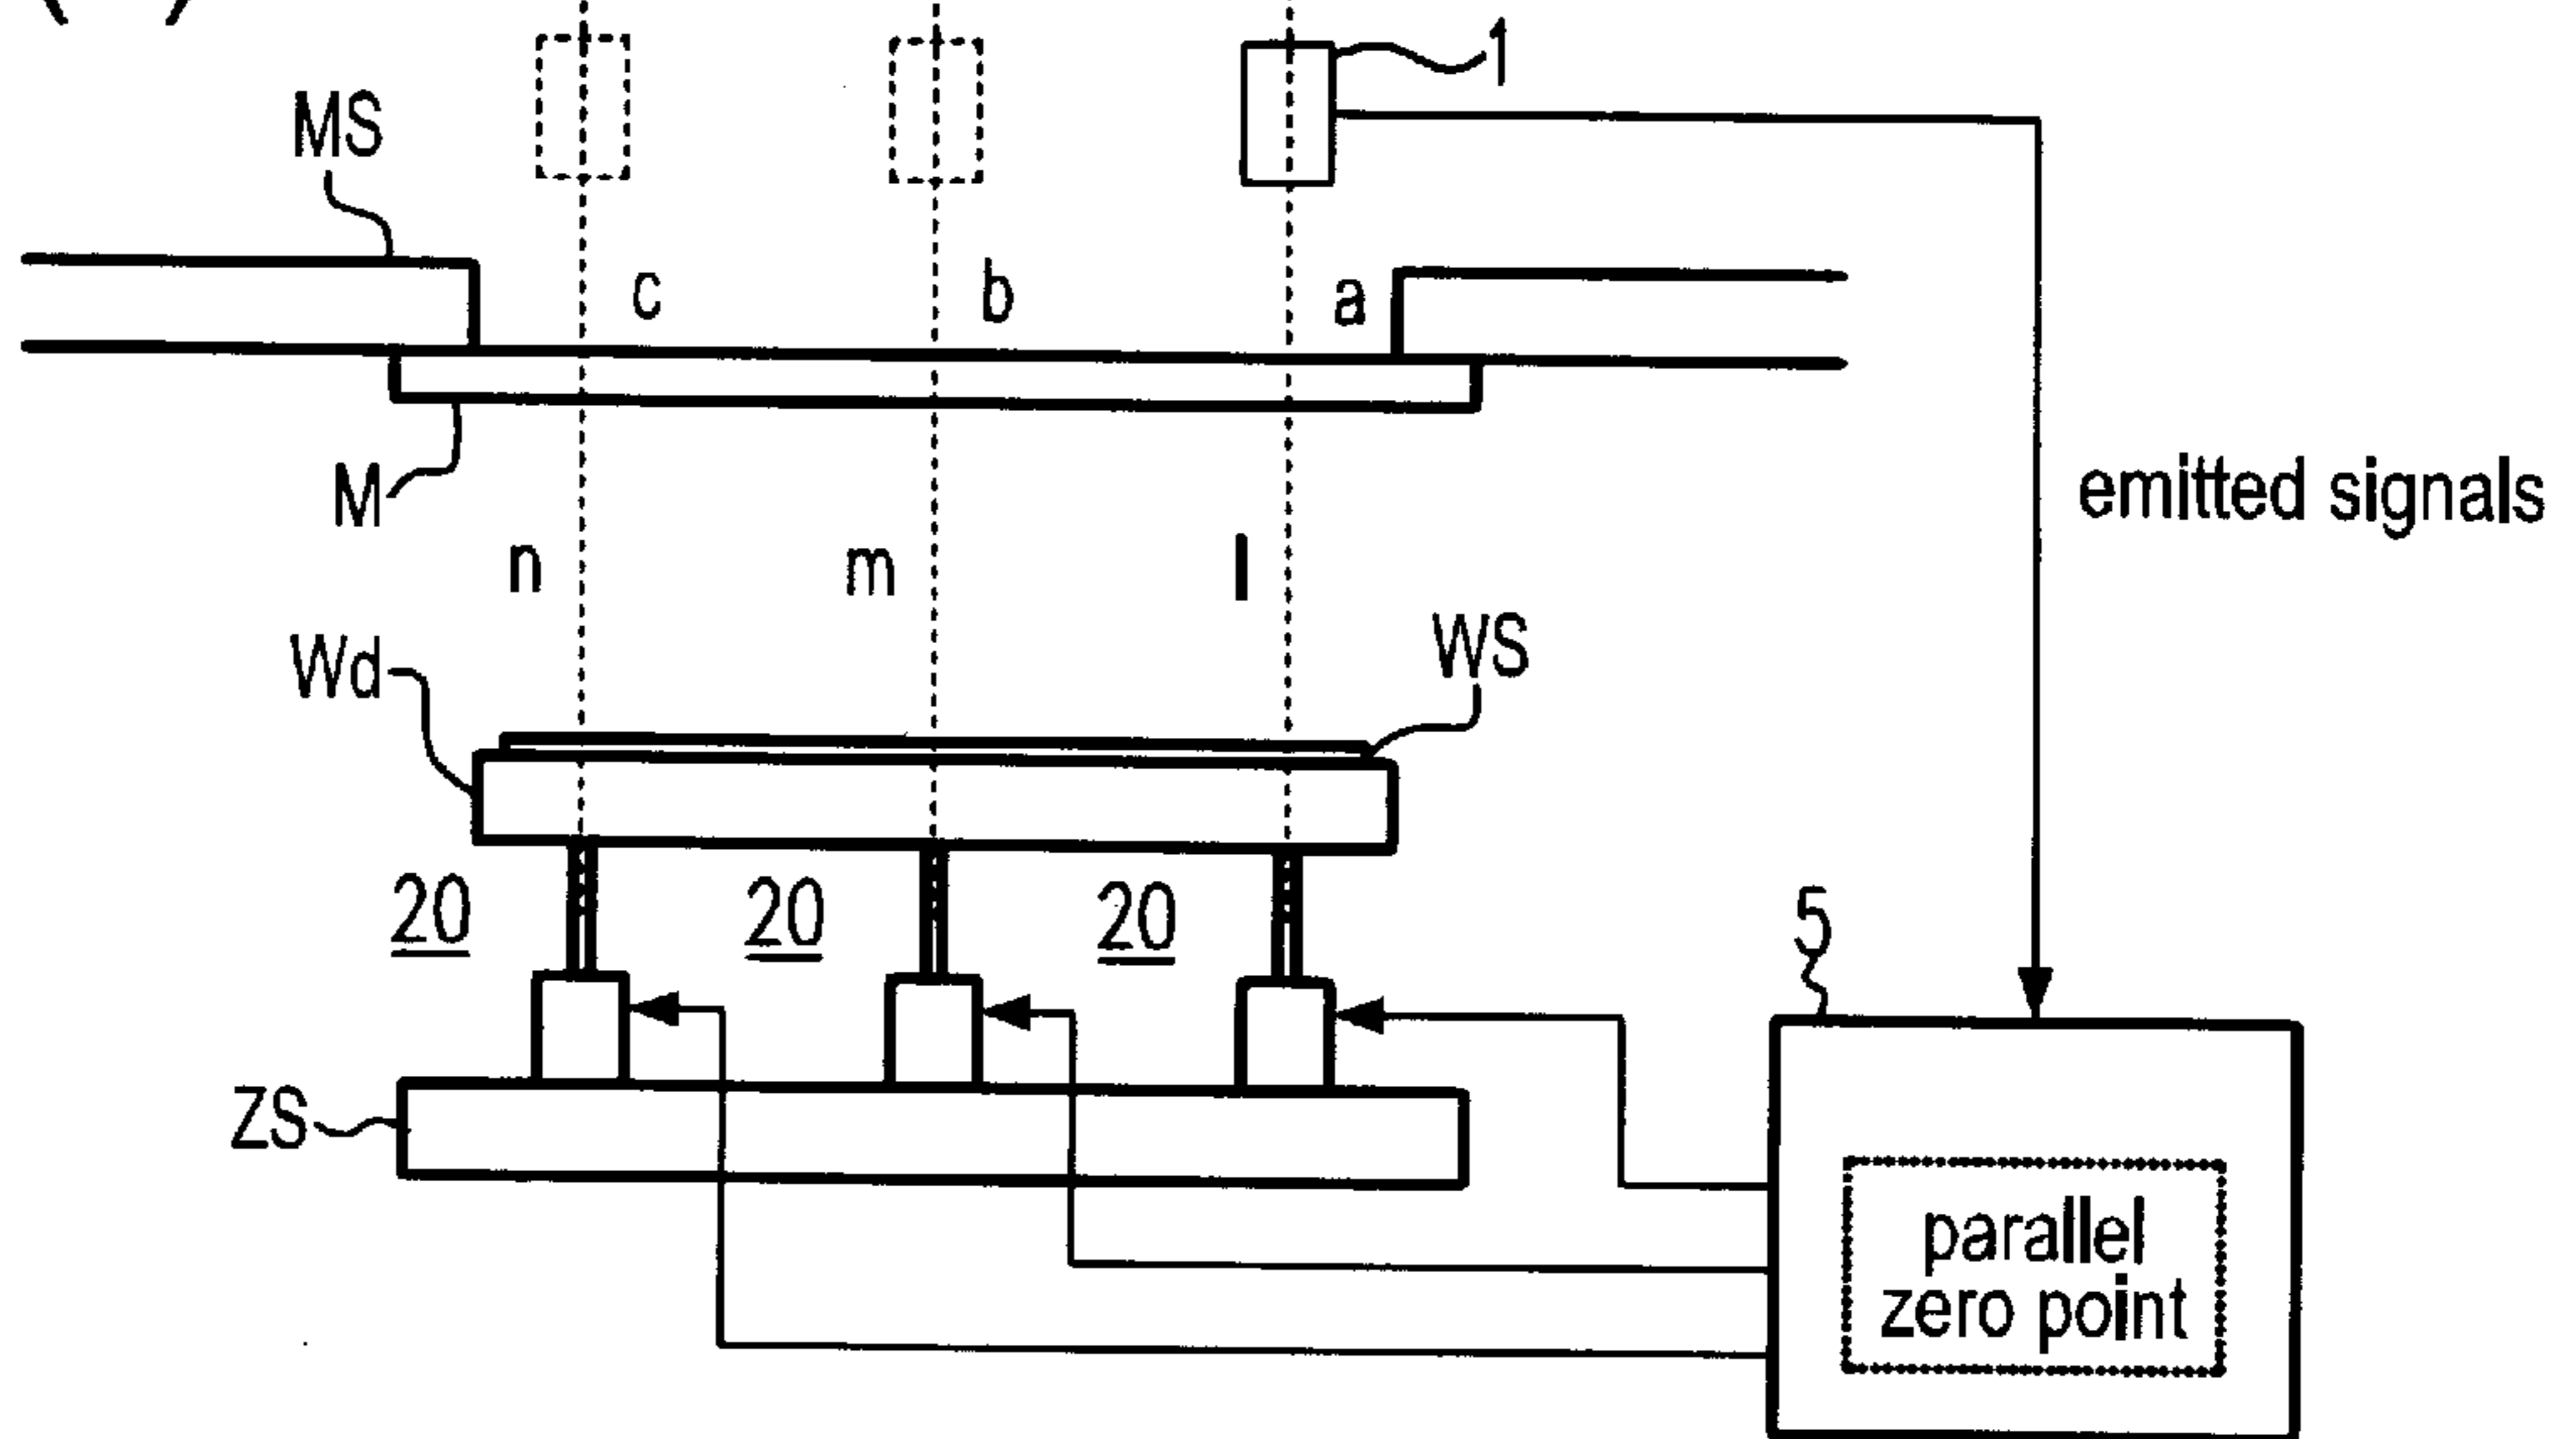 1
MS
c
b
a
M
emitted signals
n
m
l
Wd
WS
20
20
20
5
ZS
parallel
zero point